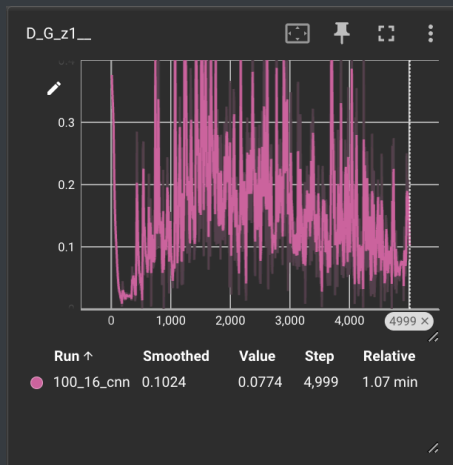 D_G_z1__
0.3
0.2
0.1
0 1,000 2,000 3,000 4,000 4999 ×
Run ↑ Smoothed Value Step Relative
100_16_cnn 0.1024 0.0774 4,999 1.07 min